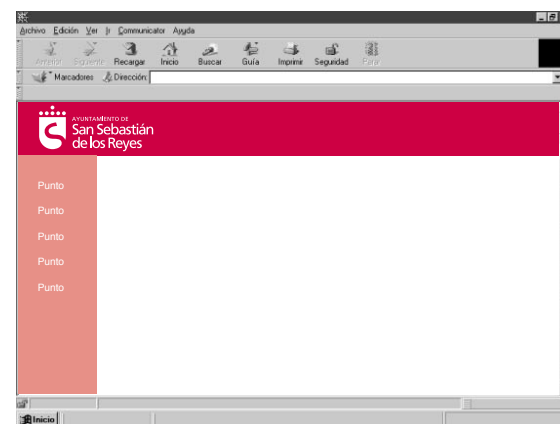 Archivo Edición Ver Ir Communicator Ayuda
Anterior Siguiente Recargar Inicio Buscar Guía Imprimir Seguridad Parar
Marcadores Dirección
AYUNTAMIENTO DE
San Sebastián
de los Reyes
Punto
Punto
Punto
Punto
Punto
Inicio